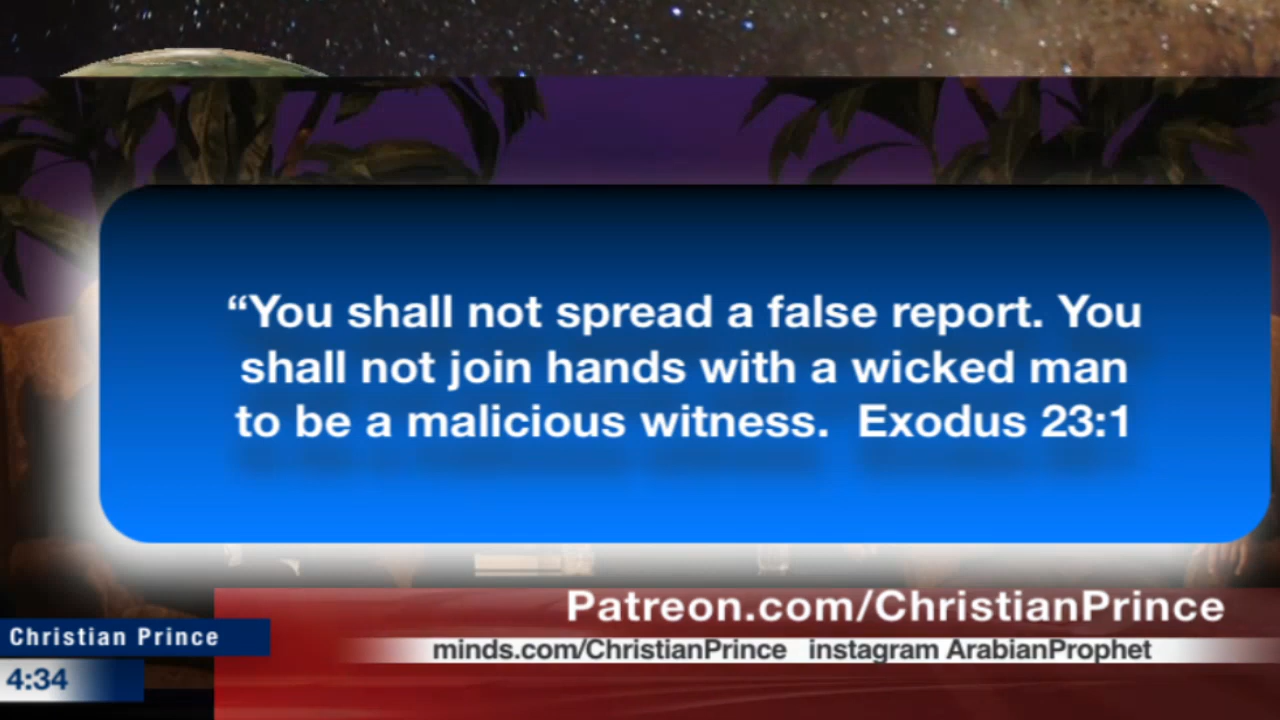 “You shall not spread a false report. You
shall not join hands with a wicked man
to be a malicious witness.  Exodus 23:1
Patreon.com/ChristianPrince
minds.com/ChristianPrince   instagram ArabianProphet
Christian Prince
4:34